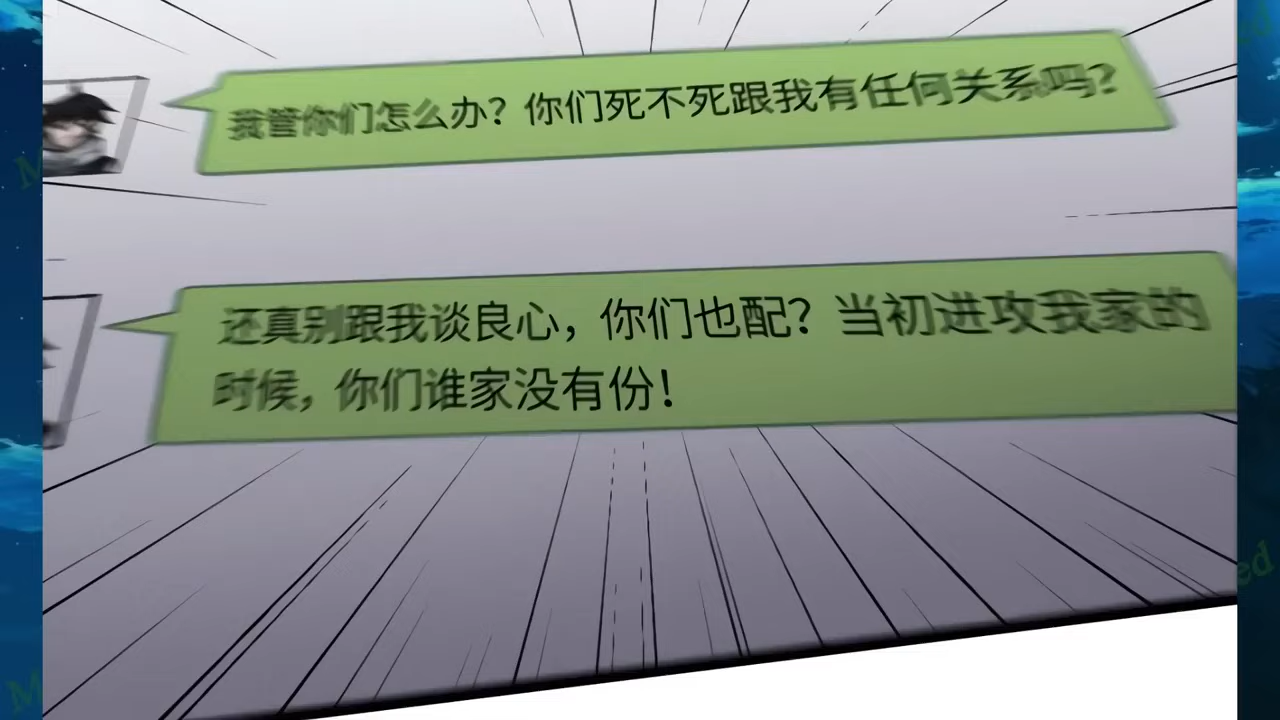 我管你们怎么办？你们死不死跟我有任何关系吗？
还真别跟我谈良心，你们也配？当初进攻我家的
时候，你们谁家没有份！